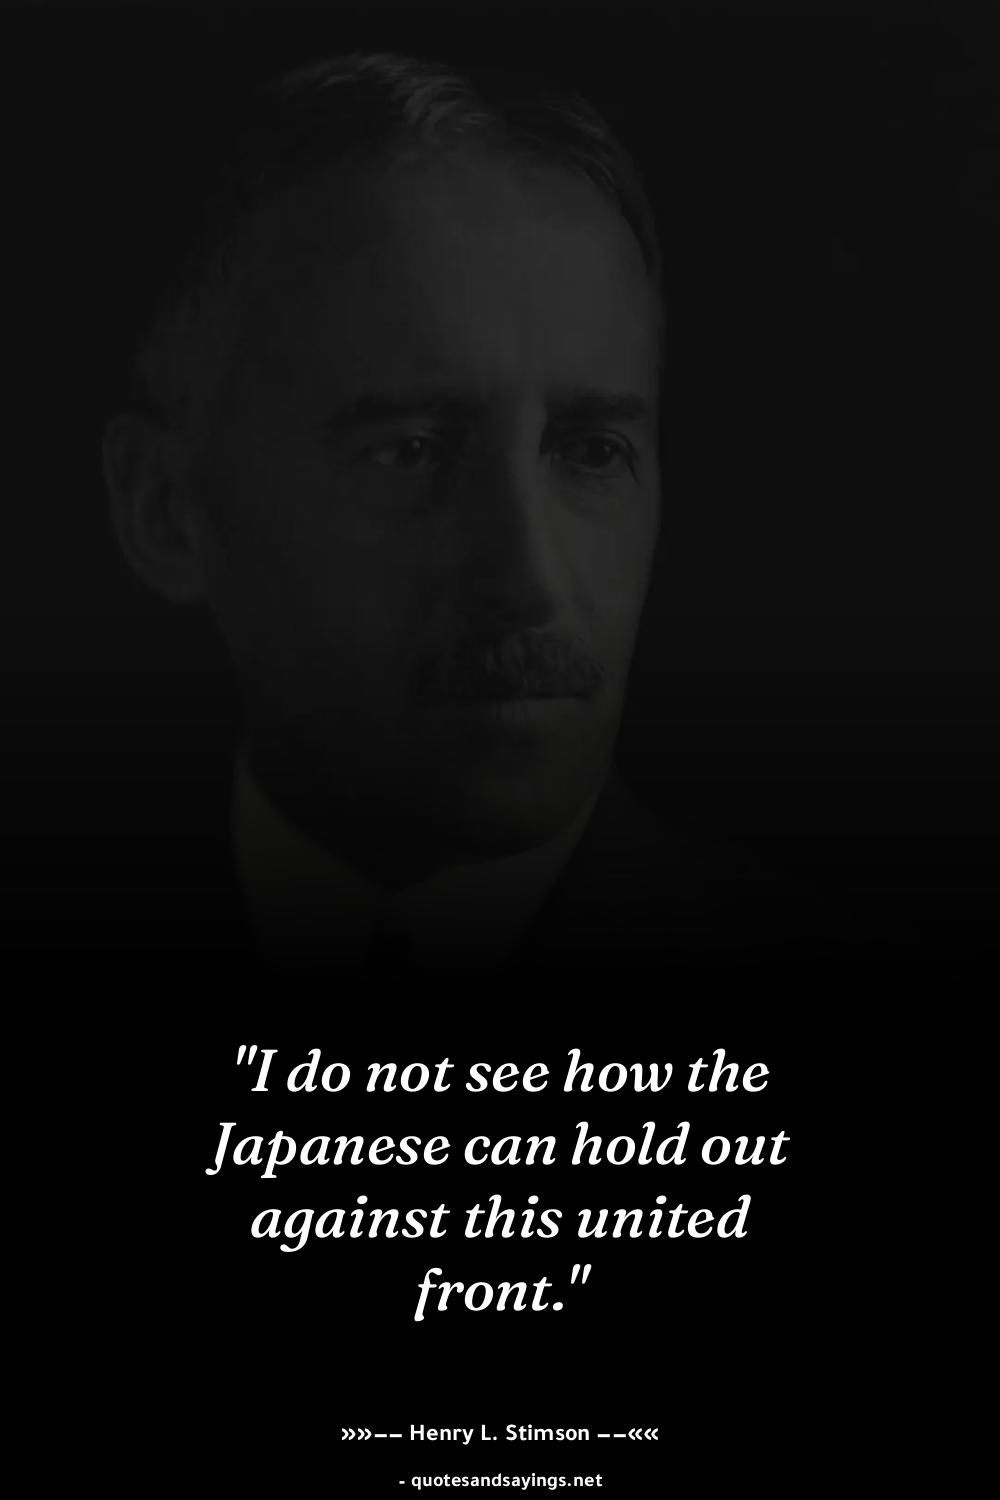 "I do not see how the
Japanese can hold out
against this united
front."
»»–– Henry L. Stimson ––««
- quotesandsayings.net